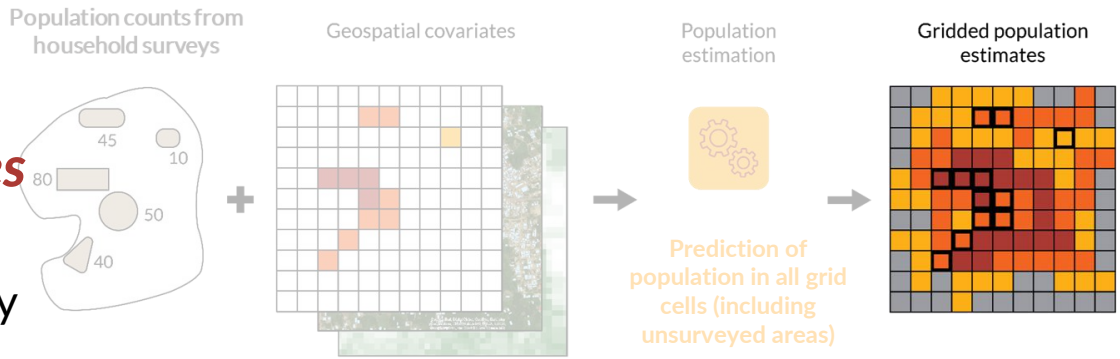 Population counts from
household surveys
Geospatial covariates
Population
estimation
Gridded population
estimates
45
10
80
50
40
s
y
Prediction of
population in all grid
cells (including
unsurveyed areas)